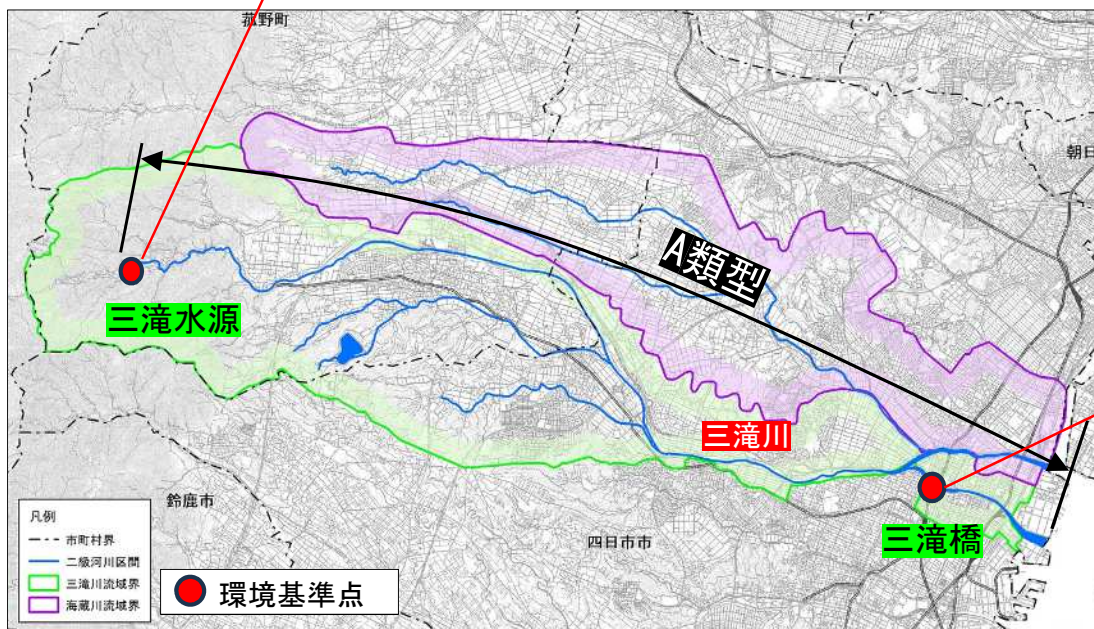 菰野町
朝日
A類型
三滝水源
三滝川
鈴鹿市
四日市市
三滝橋
凡例
市町村界
二級河川区間
三滝川流域界
海蔵川流域界
環境基準点